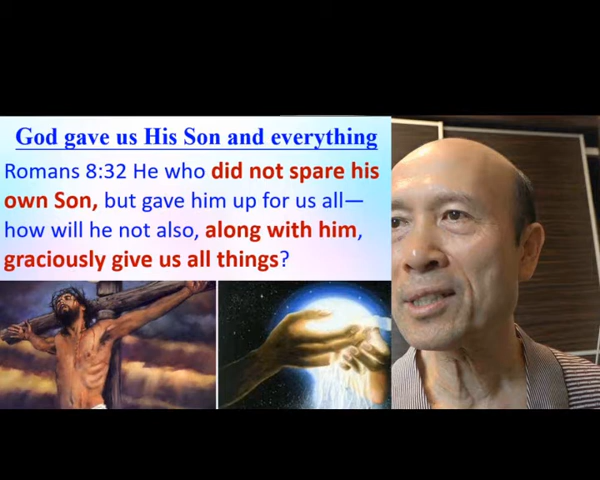 God gave us His Son and everything
Romans 8:32 He who did not spare his
own Son, but gave him up for us all—
how will he not also, along with him,
graciously give us all things?